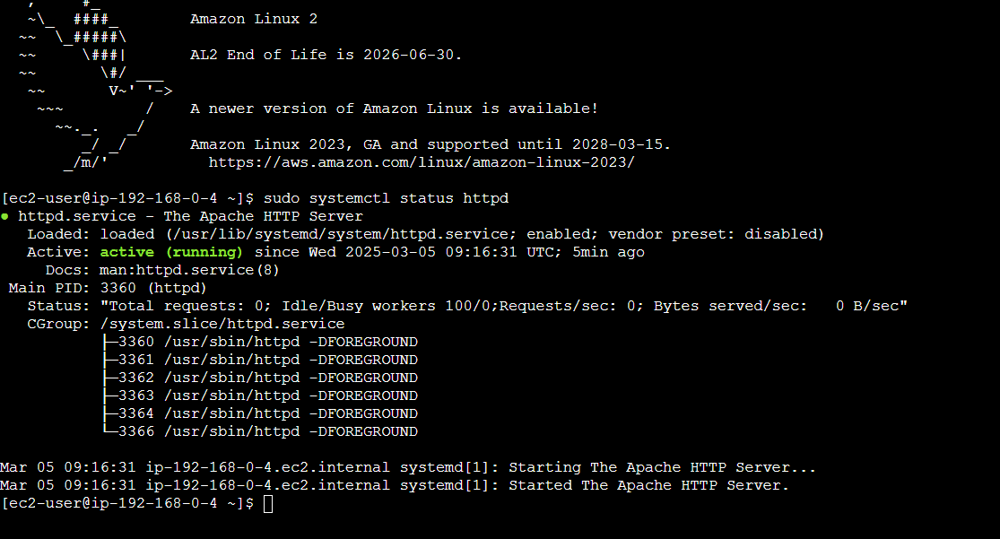 ,     #_
~\_  ####_        Amazon Linux 2
~~  \_#####\
~~     \###|       AL2 End of Life is 2026-06-30.
~~       \#/ ___
~~       V~' '->
~~~         /    A newer version of Amazon Linux is available!
~~._.   _/
_/ _/       Amazon Linux 2023, GA and supported until 2028-03-15.
_/m/'           https://aws.amazon.com/linux/amazon-linux-2023/
[ec2-user@ip-192-168-0-4 ~]$ sudo systemctl status httpd
● httpd.service - The Apache HTTP Server
Loaded: loaded (/usr/lib/systemd/system/httpd.service; enabled; vendor preset: disabled)
Active: active (running) since Wed 2025-03-05 09:16:31 UTC; 5min ago
Docs: man:httpd.service(8)
Main PID: 3360 (httpd)
Status: "Total requests: 0; Idle/Busy workers 100/0;Requests/sec: 0; Bytes served/sec:   0 B/sec"
CGroup: /system.slice/httpd.service
├─3360 /usr/sbin/httpd -DFOREGROUND
├─3361 /usr/sbin/httpd -DFOREGROUND
├─3362 /usr/sbin/httpd -DFOREGROUND
├─3363 /usr/sbin/httpd -DFOREGROUND
├─3364 /usr/sbin/httpd -DFOREGROUND
└─3366 /usr/sbin/httpd -DFOREGROUND
Mar 05 09:16:31 ip-192-168-0-4.ec2.internal systemd[1]: Starting The Apache HTTP Server...
Mar 05 09:16:31 ip-192-168-0-4.ec2.internal systemd[1]: Started The Apache HTTP Server.
[ec2-user@ip-192-168-0-4 ~]$